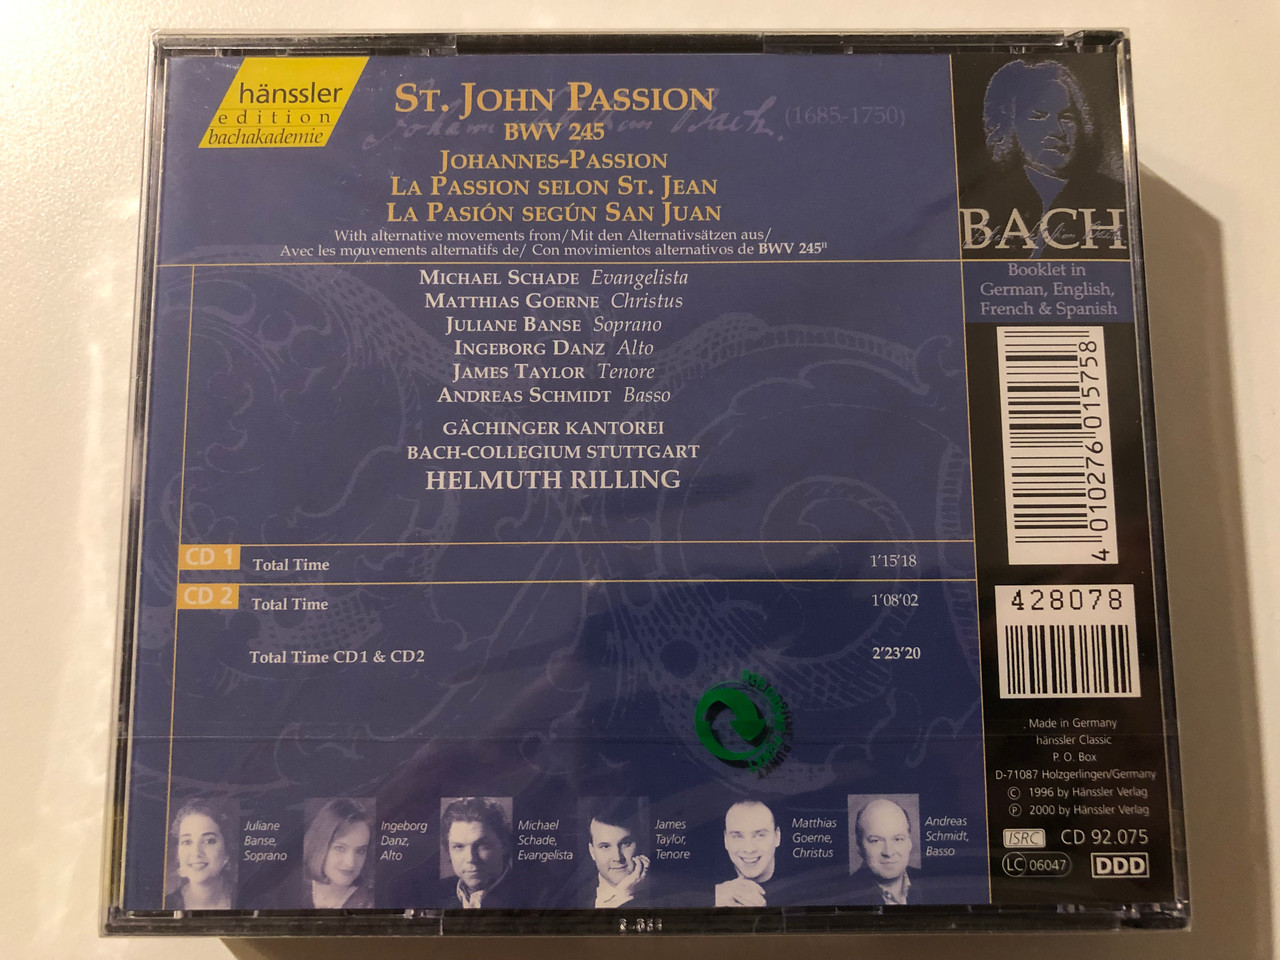 hänssler
edition
bachakademie
ST. JOHN PASSION
BWV 245
(1685-1750)
JOHANNES-PASSION
LA PASSION SELON ST. JEAN
LA PASIÓN SEGÚN SAN JUAN
With alternative movements from/Mit den Alternativsätzen aus/
Avec les mouvements alternatifs de/ Con movimientos alternativos de BWV 245II
MICHAEL SCHADE Evangelista
MATTHIAS GOERNE Christus
JULIANE BANSE Soprano
INGEBORG DANZ Alto
JAMES TAYLOR Tenore
ANDREAS SCHMIDT Basso
GÄCHINGER KANTOREI
BACH-COLLEGIUM STUTTGART
HELMUTH RILLING
CD 1 Total Time 1'15'18
CD 2 Total Time 1'08'02
Total Time CD1 & CD2 2'23'20
Juliane
Banse,
Soprano
Ingeborg
Danz,
Alto
Michael
Schade,
Evangelista
James
Taylor,
Tenore
Matthias
Goerne,
Christus
Andreas
Schmidt,
Basso
BACH
Booklet in
German, English,
French & Spanish
4 010276 015758
428078
Made in Germany
hänssler Classic
P. O. Box
D-71087 Holzgerlingen/Germany
© 1996 by Hänssler Verlag
℗ 2000 by Hänssler Verlag
ISRC CD 92.075
LC 06047 DDD